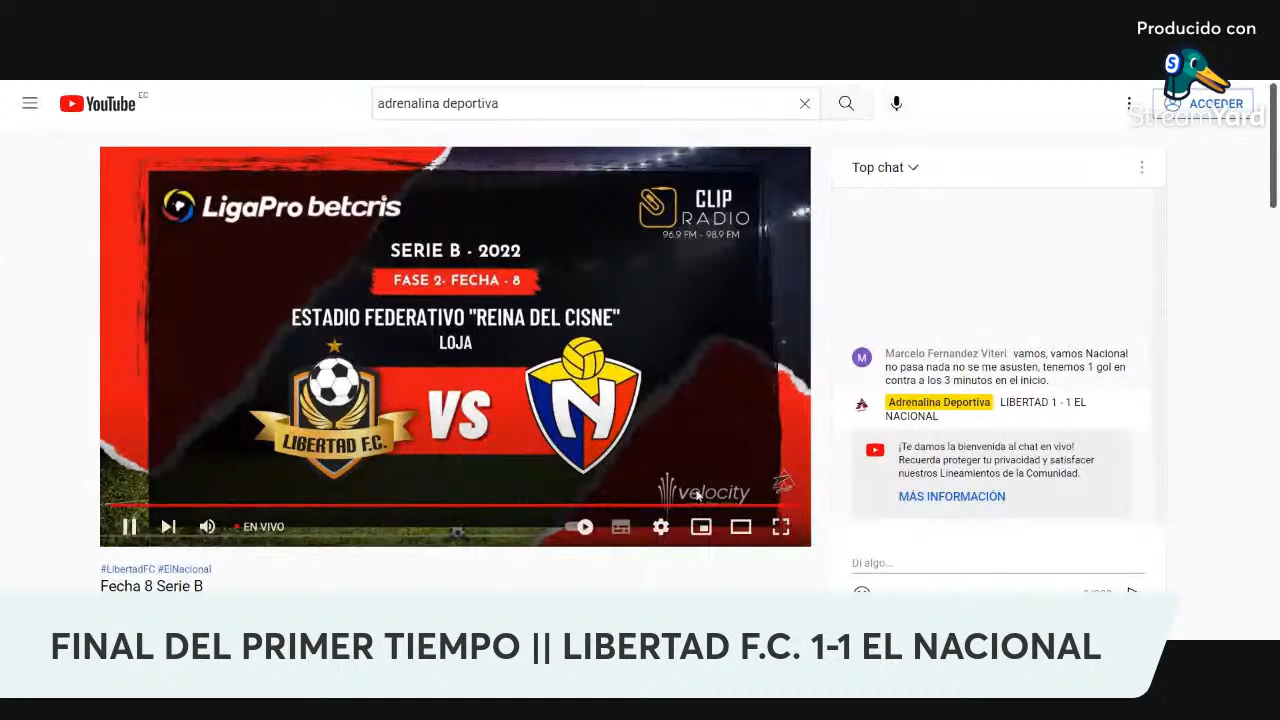 Producido con
StreamYard
YouTube EC
adrenalina deportiva
ACCEDER
LigaPro betcris
CLIP
RADIO
96.9 FM - 98.9 FM
SERIE B - 2022
FASE 2- FECHA - 8
ESTADIO FEDERATIVO "REINA DEL CISNE"
LOJA
LIBERTAD F.C.
VS
N
velocity
EN VIVO
#LibertadFC #ElNacional
Fecha 8 Serie B
Top chat
M
Marcelo Fernandez Viteri vamos, vamos Nacional
no pasa nada no se me asusten, tenemos 1 gol en
contra a los 3 minutos en el inicio.
Adrenalina Deportiva LIBERTAD 1 - 1 EL
NACIONAL
¡Te damos la bienvenida al chat en vivo!
Recuerda proteger tu privacidad y satisfacer
nuestros Lineamientos de la Comunidad.
MÁS INFORMACIÓN
Di algo...
FINAL DEL PRIMER TIEMPO || LIBERTAD F.C. 1-1 EL NACIONAL